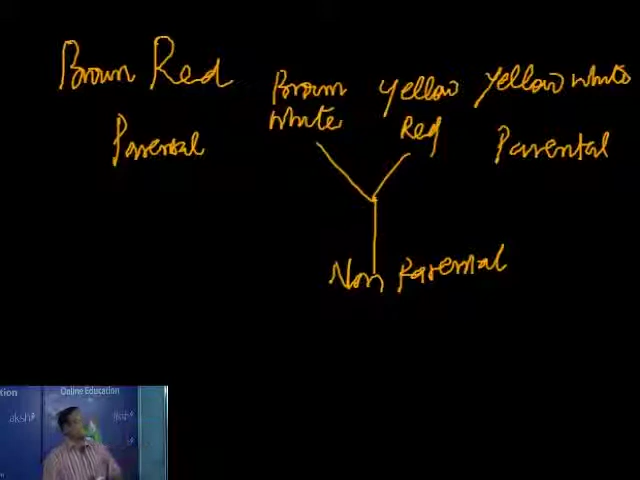 Brown Red
Brown
White
Yellow
Red
Yellow white
Parental
Parental
Non Parental
Online Education